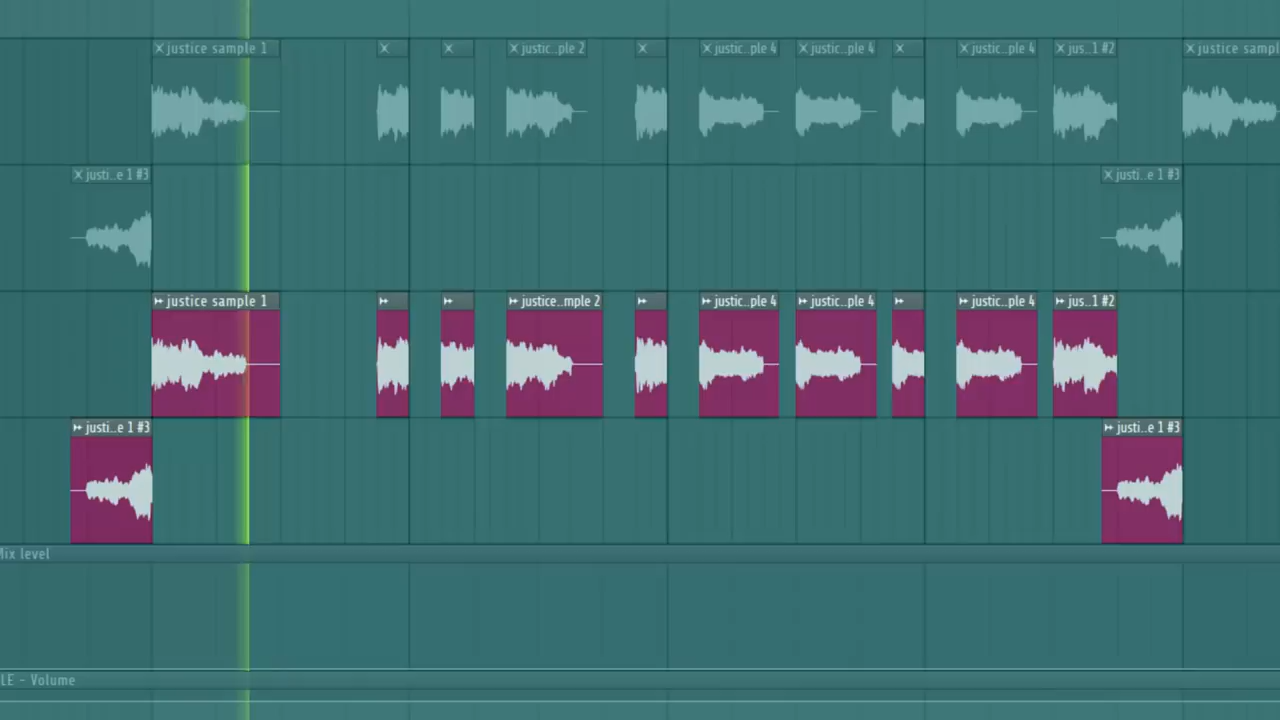 justice sample 1 justic..ple 2 justic..ple 4 justic..ple 4 justic..ple 4 jus..1 #2 justice sampl
justi..e 1 #3 justi..e 1 #3
justice sample 1 justice..mple 2 justic..ple 4 justic..ple 4 justic..ple 4 jus..1 #2
justi..e 1 #3 justi..e 1 #3
Mix level
LE - Volume